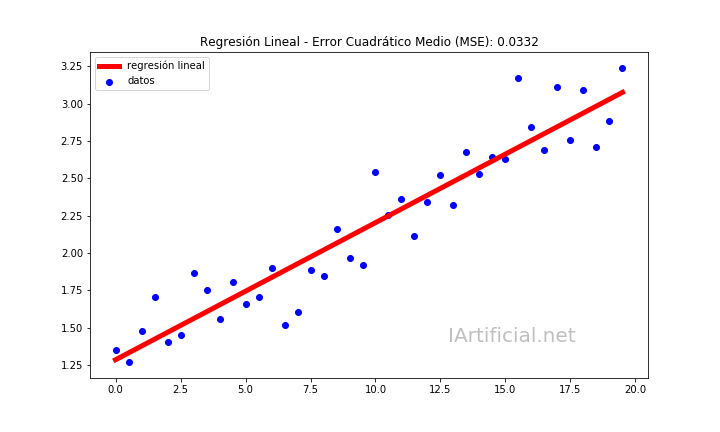 Regresión Lineal - Error Cuadrático Medio (MSE): 0.0332
regresión lineal
datos
3.25
3.00
2.75
2.50
2.25
2.00
1.75
1.50
1.25
IArtificial.net
0.0 2.5 5.0 7.5 10.0 12.5 15.0 17.5 20.0